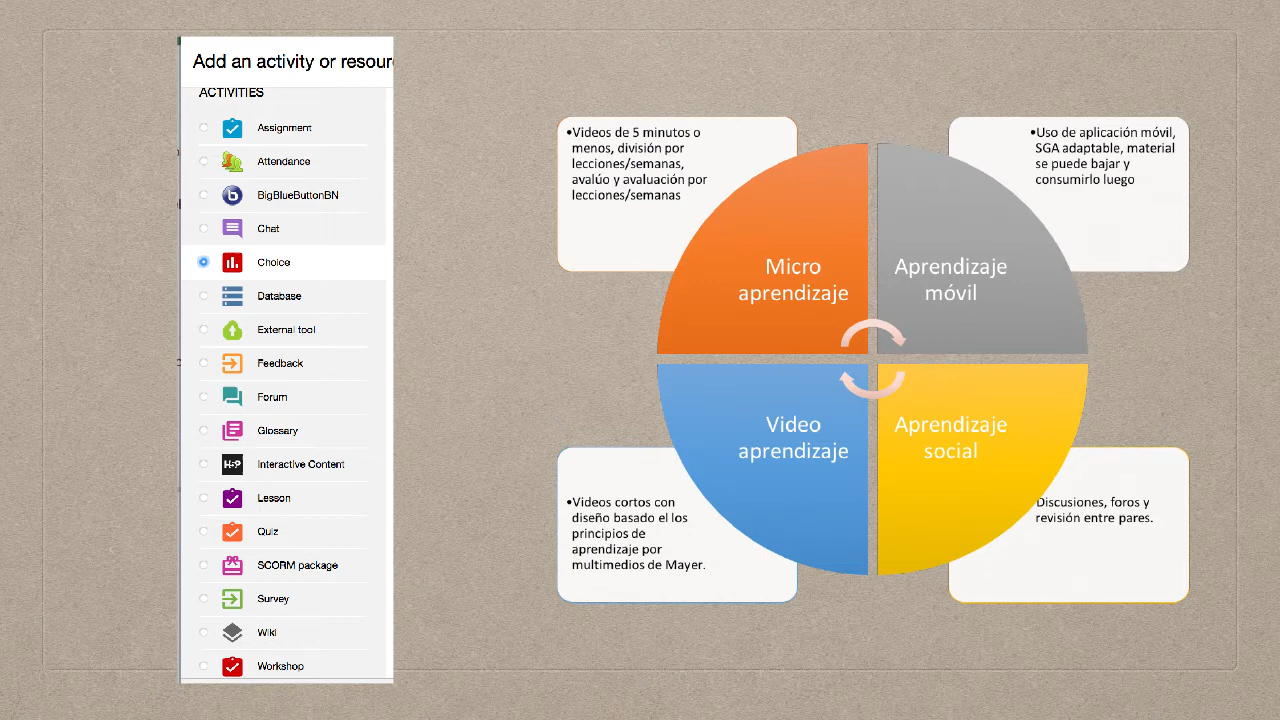 Add an activity or resour
ACTIVITIES
Assignment
Attendance
BigBlueButtonBN
Chat
Choice
Database
External tool
Feedback
Forum
Glossary
H-P
Interactive Content
Lesson
Quiz
SCORM package
Survey
Wiki
Workshop
•Videos de 5 minutos o
menos, división por
lecciones/semanas,
avalúo y avaluación por
lecciones/semanas
•Uso de aplicación móvil,
SGA adaptable, material
se puede bajar y
consumirlo luego
Micro
aprendizaje
Aprendizaje
móvil
Video
aprendizaje
Aprendizaje
social
•Videos cortos con
diseño basado el los
principios de
aprendizaje por
multimedios de Mayer.
Discusiones, foros y
revisión entre pares.